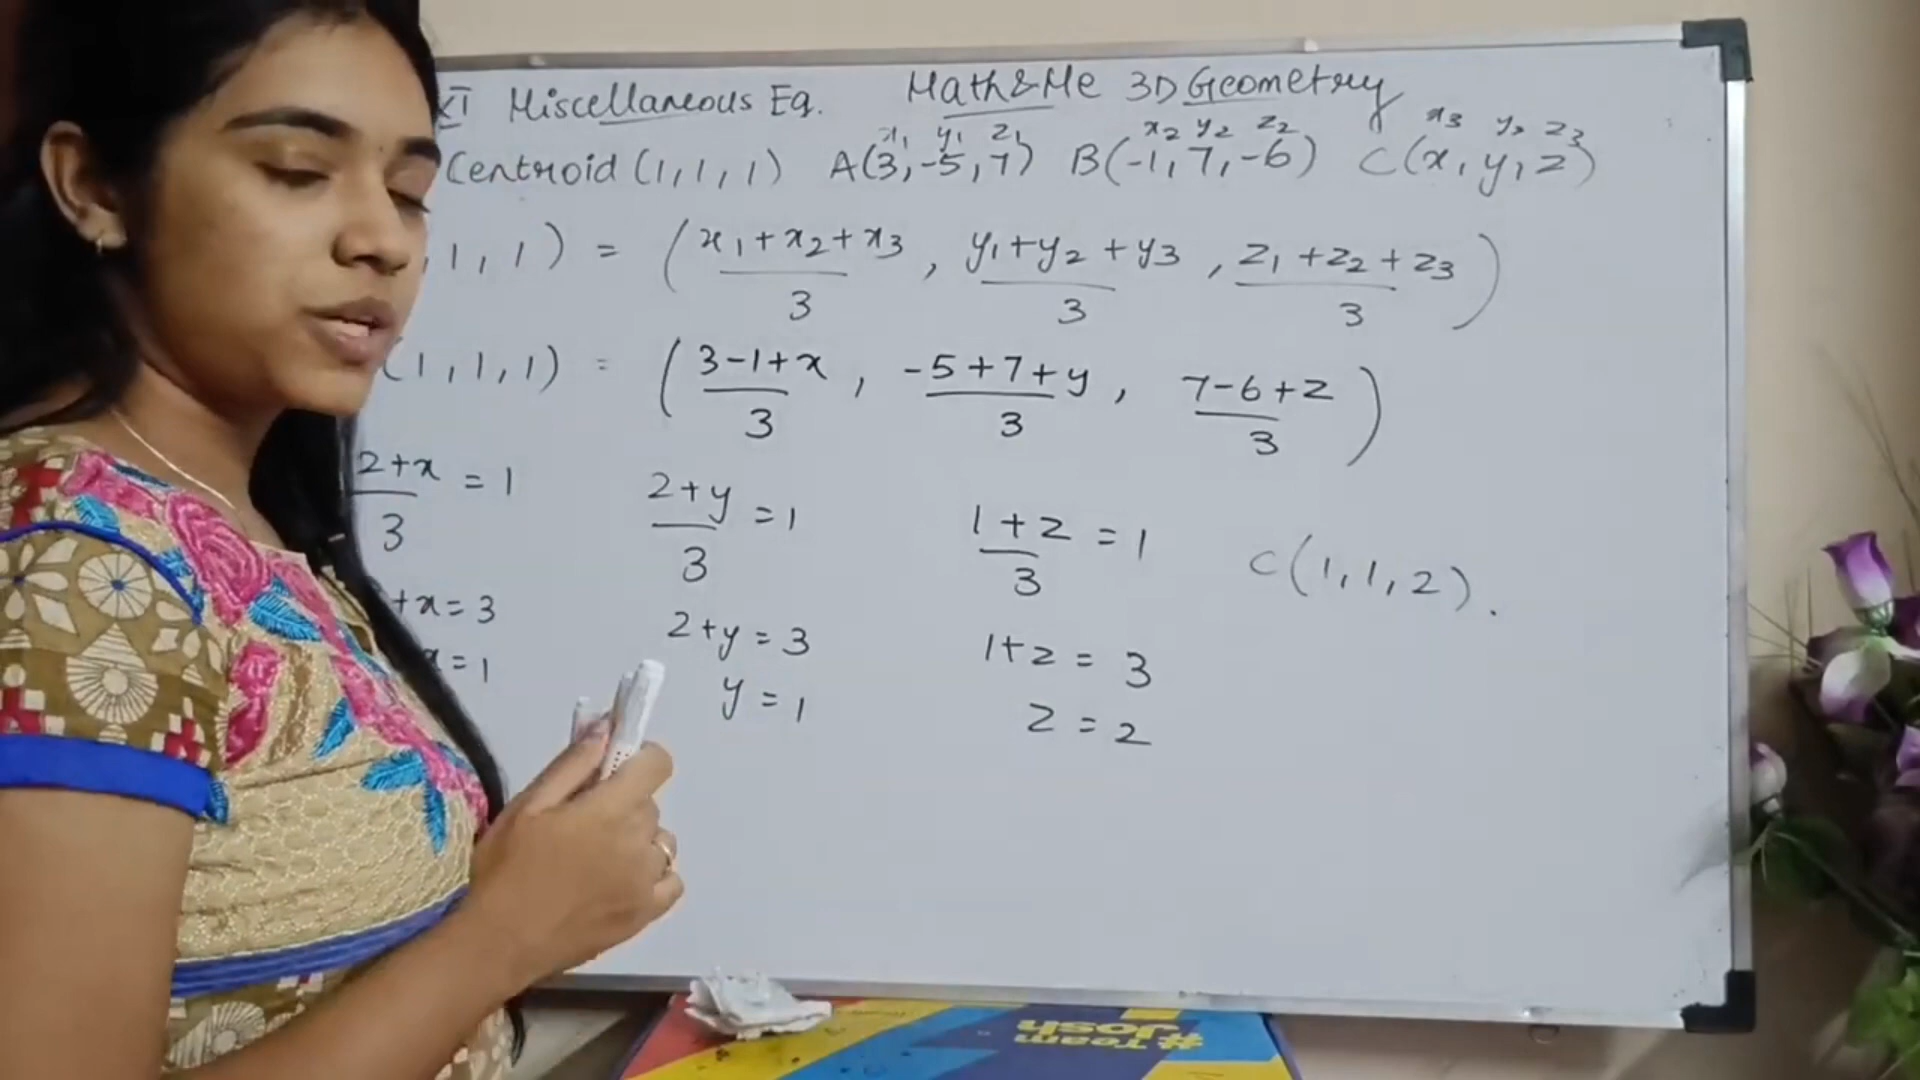 XI Miscellaneous Eg. Math&Me 3D Geometry
x₁ y₁ z₁ x₂ y₂ z₂ x₃ y₃ z₃
Centroid (1,1,1) A(3,-5,7) B(-1,7,-6) C(x,y,z)
,1,1) = (x₁+x₂+x₃/3, y₁+y₂+y₃/3, z₁+z₂+z₃/3)
(1,1,1) = (3-1+x/3, -5+7+y/3, 7-6+z/3)
2+x/3 = 1 2+y/3 = 1 1+z/3 = 1 C(1,1,2).
+x=3 2+y=3 1+z=3
x=1 y=1 z=2
#Team Josh